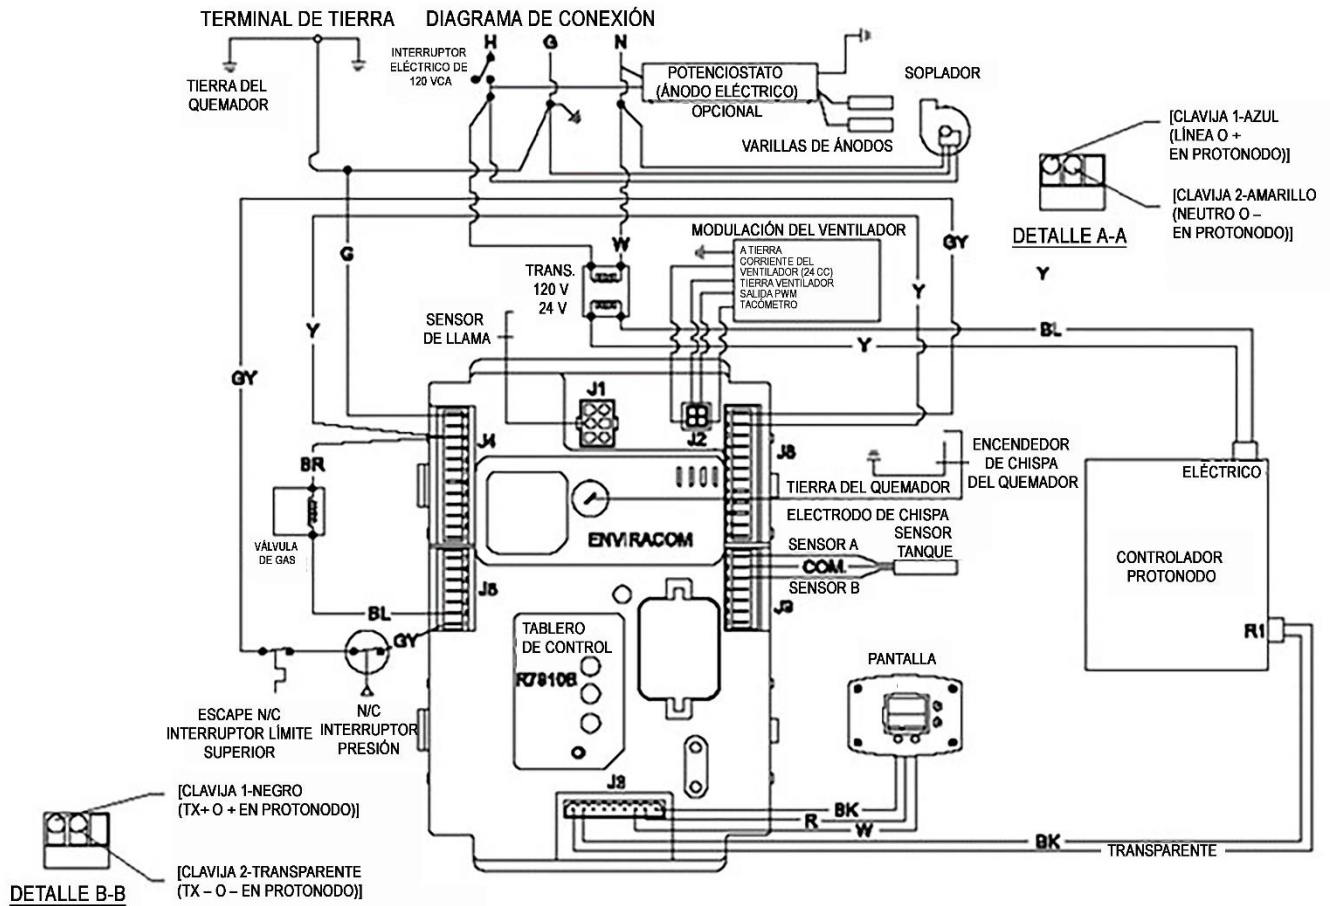 TERMINAL DE TIERRA
DIAGRAMA DE CONEXIÓN
H
G
N
INTERRUPTOR
ELÉCTRICO DE
120 VCA
TIERRA DEL
QUEMADOR
POTENCIOSTATO
(ÁNODO ELÉCTRICO)
OPCIONAL
SOPLADOR
VARILLAS DE ÁNODOS
[CLAVIJA 1-AZUL
(LÍNEA O +
EN PROTONODO)]
[CLAVIJA 2-AMARILLO
(NEUTRO O –
EN PROTONODO)]
DETALLE A-A
Y
MODULACIÓN DEL VENTILADOR
A TIERRA
CORRIENTE DEL
VENTILADOR (24 CC)
TIERRA VENTILADOR
SALIDA PWM
TACÓMETRO
GY
G
W
TRANS.
120 V
24 V
Y
SENSOR
DE LLAMA
Y
BL
Y
GY
J1
J2
J4
J8
ENCENDEDOR
DE CHISPA
DEL QUEMADOR
ELÉCTRICO
BR
TIERRA DEL QUEMADOR
ELECTRODO DE CHISPA
ENVIRACOM
SENSOR
TANQUE
SENSOR A
COM.
SENSOR B
VÁLVULA
DE GAS
CONTROLADOR
PROTONODO
J5
J9
BL
GY
TABLERO
DE CONTROL
R7910B
R1
PANTALLA
ESCAPE N/C
INTERRUPTOR LÍMITE
SUPERIOR
N/C
INTERRUPTOR
PRESIÓN
J3
BK
R
W
BK
TRANSPARENTE
[CLAVIJA 1-NEGRO
(TX+ O + EN PROTONODO)]
[CLAVIJA 2-TRANSPARENTE
(TX – O – EN PROTONODO)]
DETALLE B-B